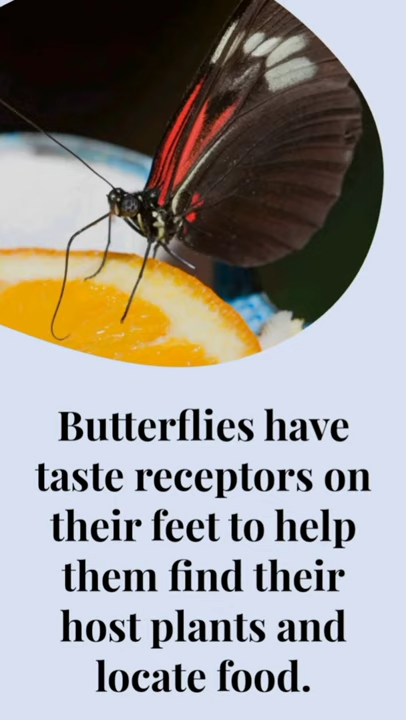 Butterflies have
taste receptors on
their feet to help
them find their
host plants and
locate food.